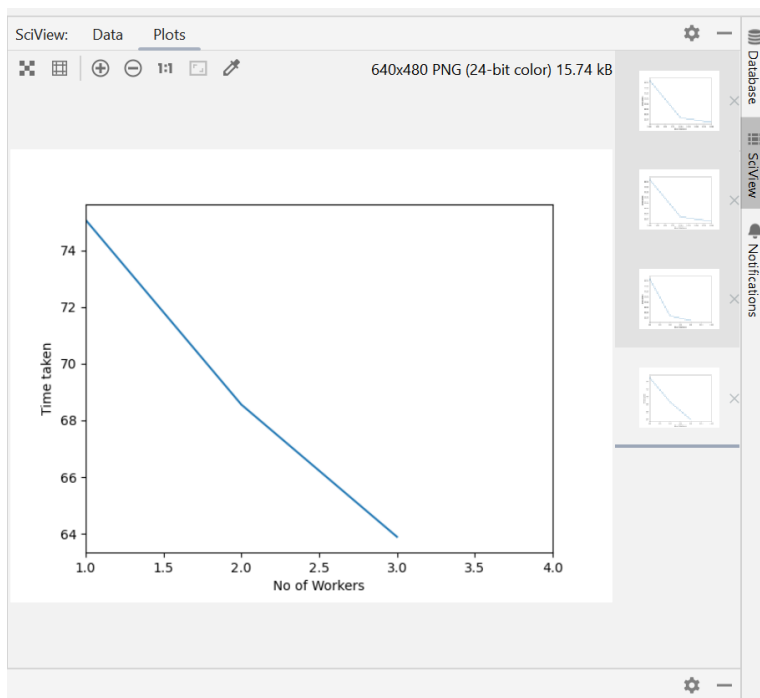 SciView: Data Plots
640x480 PNG (24-bit color) 15.74 kB
1:1
Time taken
74
72
70
68
66
64
1.0 1.5 2.0 2.5 3.0 3.5 4.0
No of Workers
Database
SciView
Notifications